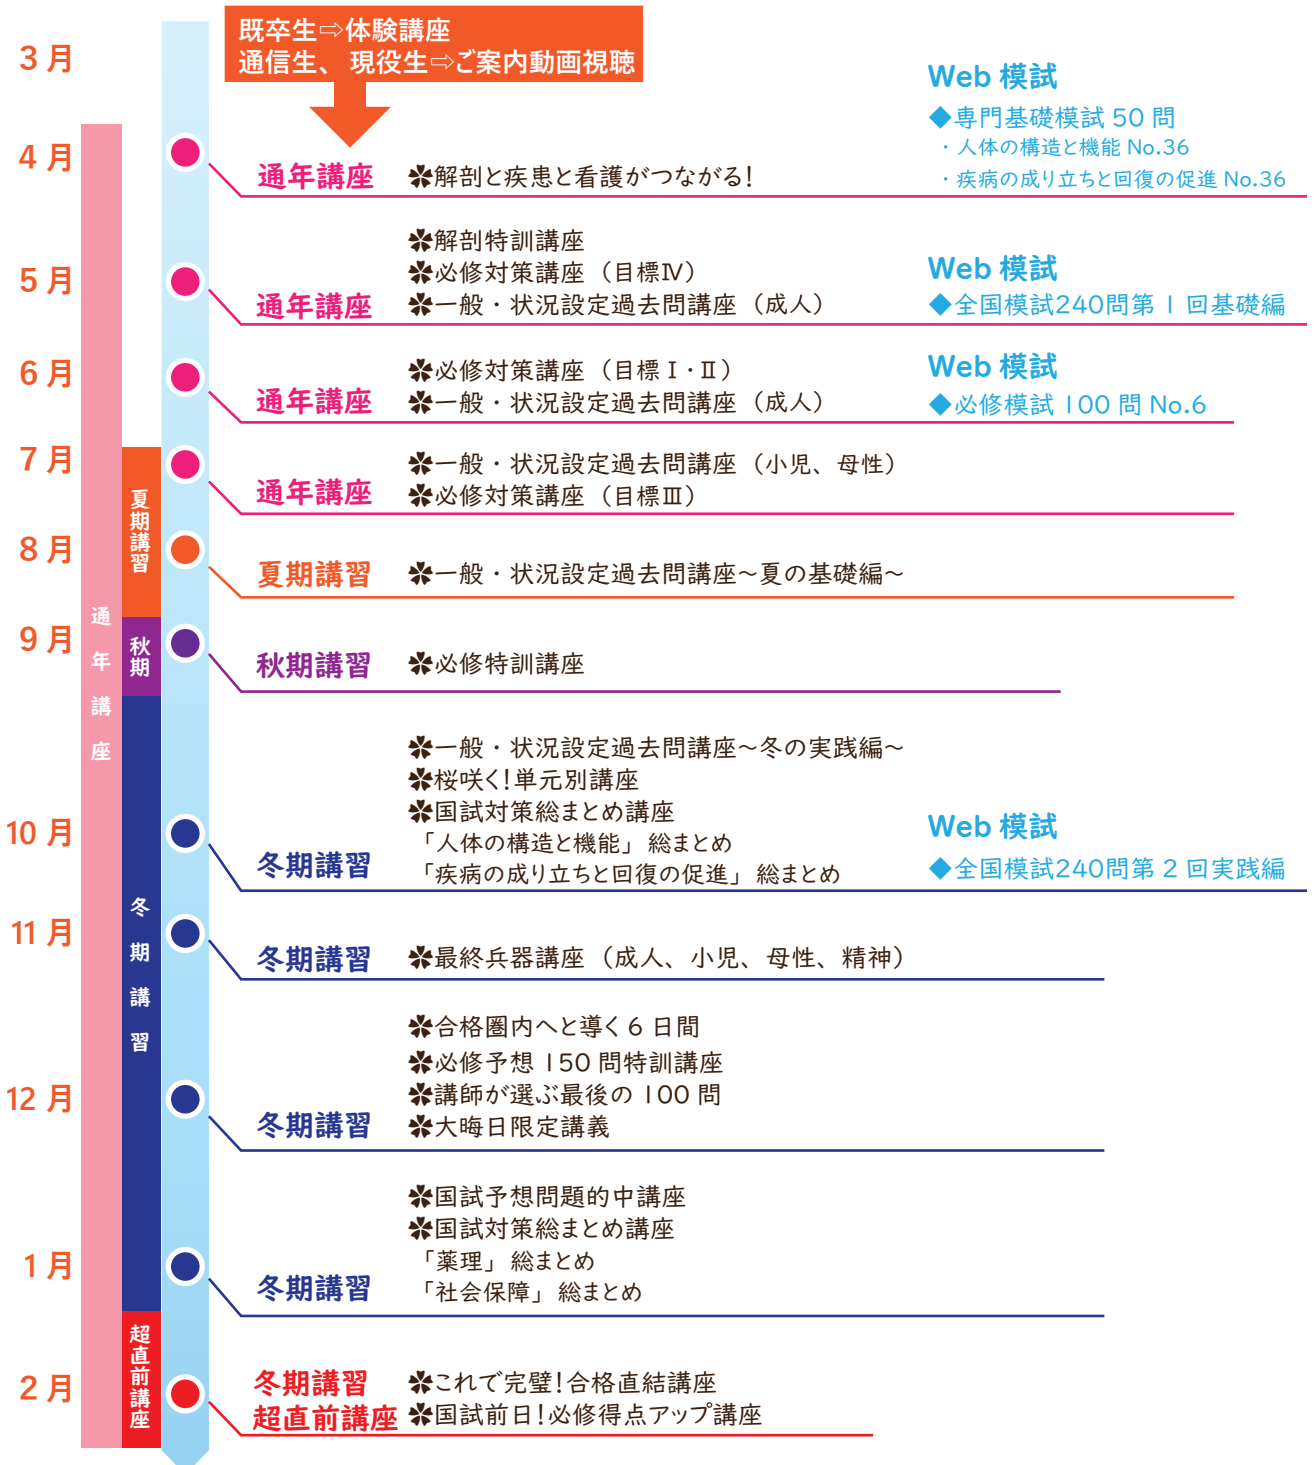 3月
既卒生⇨体験講座
通信生、現役生⇨ご案内動画視聴
4月
通年講座
✽解剖と疾患と看護がつながる!
Web 模試
◆専門基礎模試 50 問
・人体の構造と機能 No.36
・疾病の成り立ちと回復の促進 No.36
5月
通年講座
✽解剖特訓講座
✽必修対策講座（目標Ⅳ）
✽一般・状況設定過去問講座（成人）
Web 模試
◆全国模試240問第 1 回基礎編
6月
通年講座
✽必修対策講座（目標Ⅰ・Ⅱ）
✽一般・状況設定過去問講座（成人）
Web 模試
◆必修模試 100 問 No.6
7月
通年講座
✽一般・状況設定過去問講座（小児、母性）
✽必修対策講座（目標Ⅲ）
8月
夏期講習
✽一般・状況設定過去問講座～夏の基礎編～
9月
秋期講習
✽必修特訓講座
10月
冬期講習
✽一般・状況設定過去問講座～冬の実践編～
✽桜咲く!単元別講座
✽国試対策総まとめ講座
「人体の構造と機能」総まとめ
「疾病の成り立ちと回復の促進」総まとめ
Web 模試
◆全国模試240問第 2 回実践編
11月
冬期講習
✽最終兵器講座（成人、小児、母性、精神）
12月
冬期講習
✽合格圏内へと導く 6 日間
✽必修予想 150 問特訓講座
✽講師が選ぶ最後の 100 問
✽大晦日限定講義
1月
冬期講習
✽国試予想問題的中講座
✽国試対策総まとめ講座
「薬理」総まとめ
「社会保障」総まとめ
2月
冬期講習
超直前講座
✽これで完璧!合格直結講座
✽国試前日!必修得点アップ講座
通年講座
夏期講習
秋期
冬期講習
超直前講座